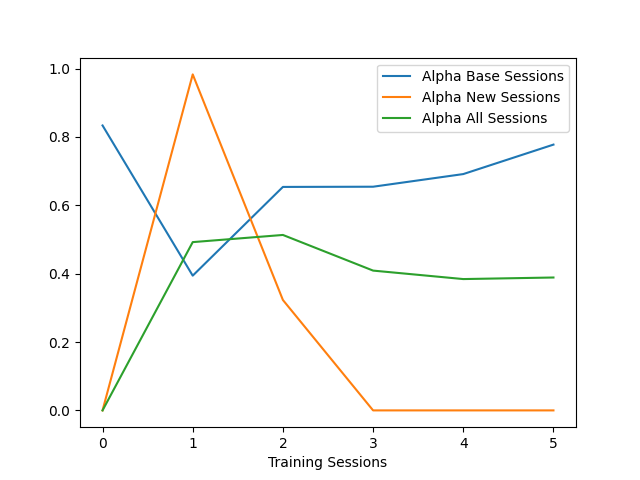 1.0
0.8
0.6
0.4
0.2
0.0
Alpha Base Sessions
Alpha New Sessions
Alpha All Sessions
0 1 2 3 4 5
Training Sessions